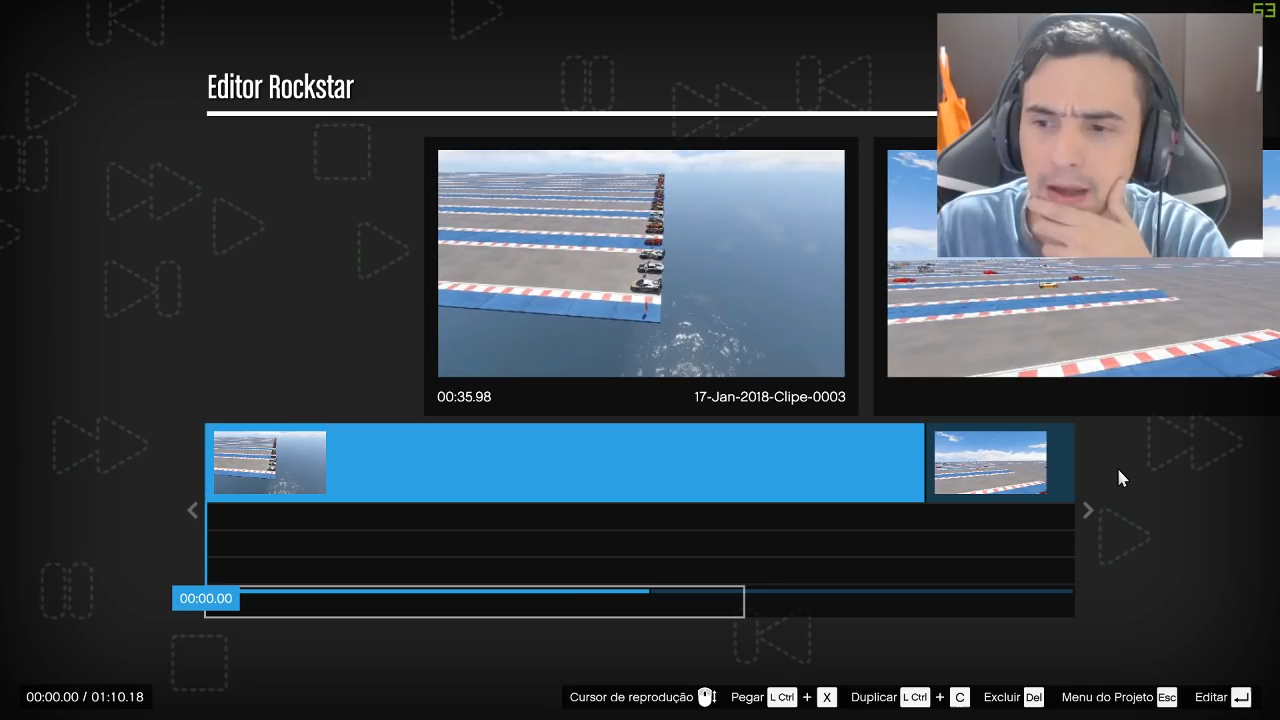 63
Editor Rockstar
00:35.98 17-Jan-2018-Clipe-0003
00:00.00
00:00.00 / 01:10.18 Cursor de reprodução Pegar L Ctrl + X Duplicar L Ctrl + C Excluir Del Menu do Projeto Esc Editar